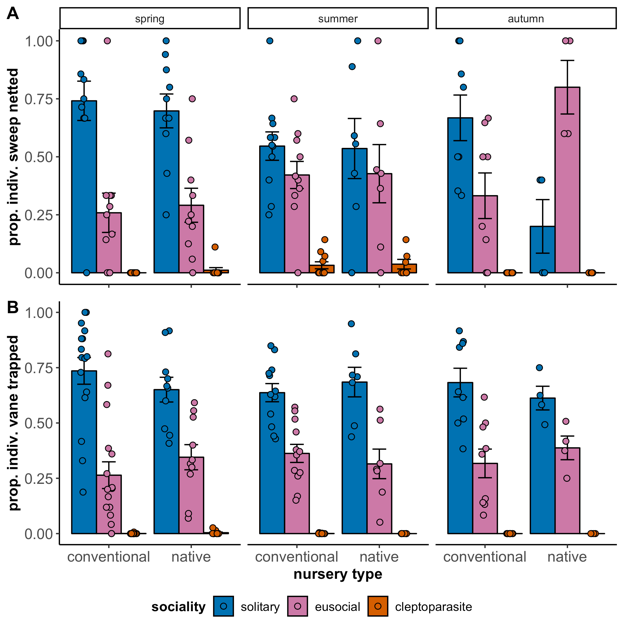 A
spring summer autumn
prop. indiv. sweep netted
1.00
0.75
0.50
0.25
0.00
B
prop. indiv. vane trapped
1.00
0.75
0.50
0.25
0.00
conventional native conventional native conventional native
nursery type
sociality solitary eusocial cleptoparasite